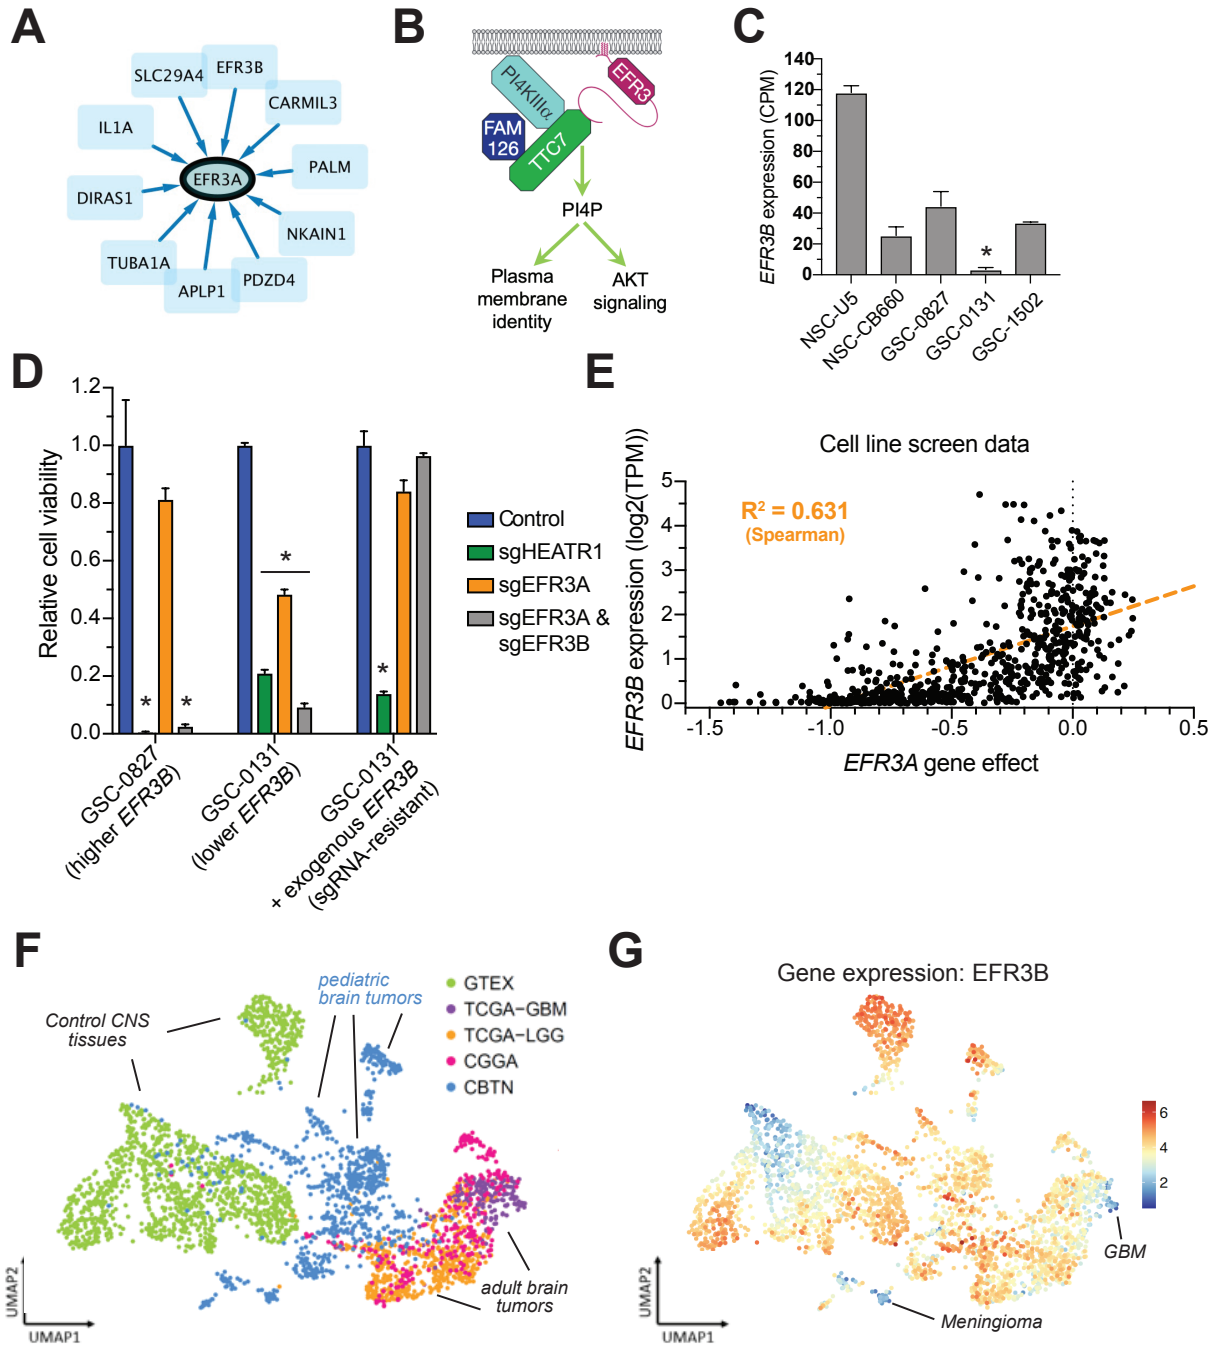 A
SLC29A4
EFR3B
CARMIL3
IL1A
PALM
EFR3A
DIRAS1
NKAIN1
TUBA1A
APLP1
PDZD4
B
PI4KIIIα
EFR3
FAM
126
TTC7
PI4P
Plasma
membrane
identity
AKT
signaling
C
EFR3B expression (CPM)
140
120
100
80
60
40
20
0
*
NSC-U5
NSC-CB660
GSC-0827
GSC-0131
GSC-1502
D
Relative cell viability
1.2
1.0
0.8
0.6
0.4
0.2
0.0
*
*
*
*
GSC-0827
(higher EFR3B)
GSC-0131
(lower EFR3B)
GSC-0131
+ exogenous EFR3B
(sgRNA-resistant)
Control
sgHEATR1
sgEFR3A
sgEFR3A &
sgEFR3B
E
Cell line screen data
EFR3B expression (log2(TPM))
R² = 0.631
(Spearman)
5
4
3
2
1
0
-1.5
-1.0
-0.5
0.0
0.5
EFR3A gene effect
F
Control CNS
tissues
pediatric
brain tumors
GTEX
TCGA-GBM
TCGA-LGG
CGGA
CBTN
adult brain
tumors
UMAP2
UMAP1
G
Gene expression: EFR3B
6
4
2
GBM
Meningioma
UMAP2
UMAP1